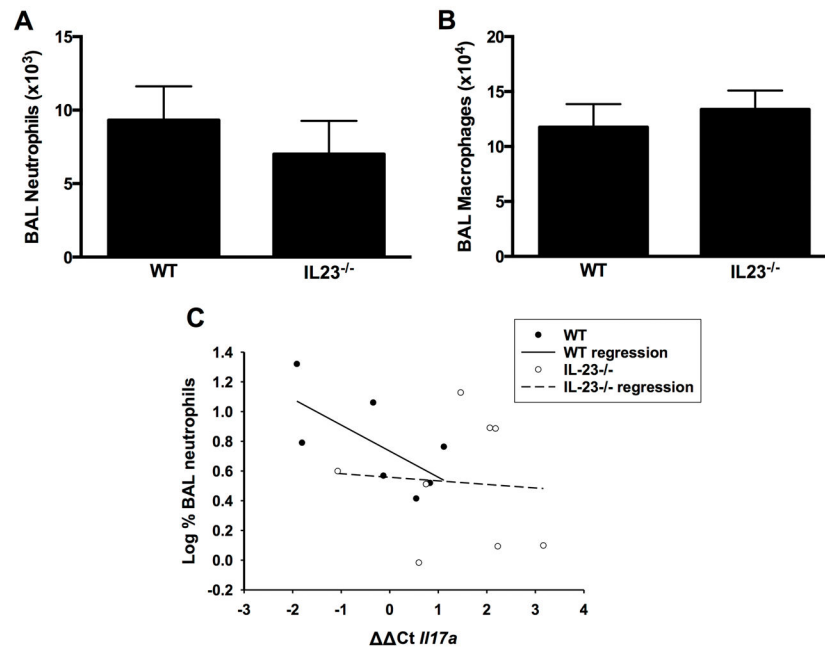 A
BAL Neutrophils (x10³)
15
10
5
0
WT
IL23⁻/⁻
B
BAL Macrophages (x10⁴)
20
15
10
5
0
WT
IL23⁻/⁻
C
Log % BAL neutrophils
1.4
1.2
1.0
0.8
0.6
0.4
0.2
0.0
-0.2
-3 -2 -1 0 1 2 3 4
ΔΔCt Il17a
WT
WT regression
IL-23-/-
IL-23-/- regression